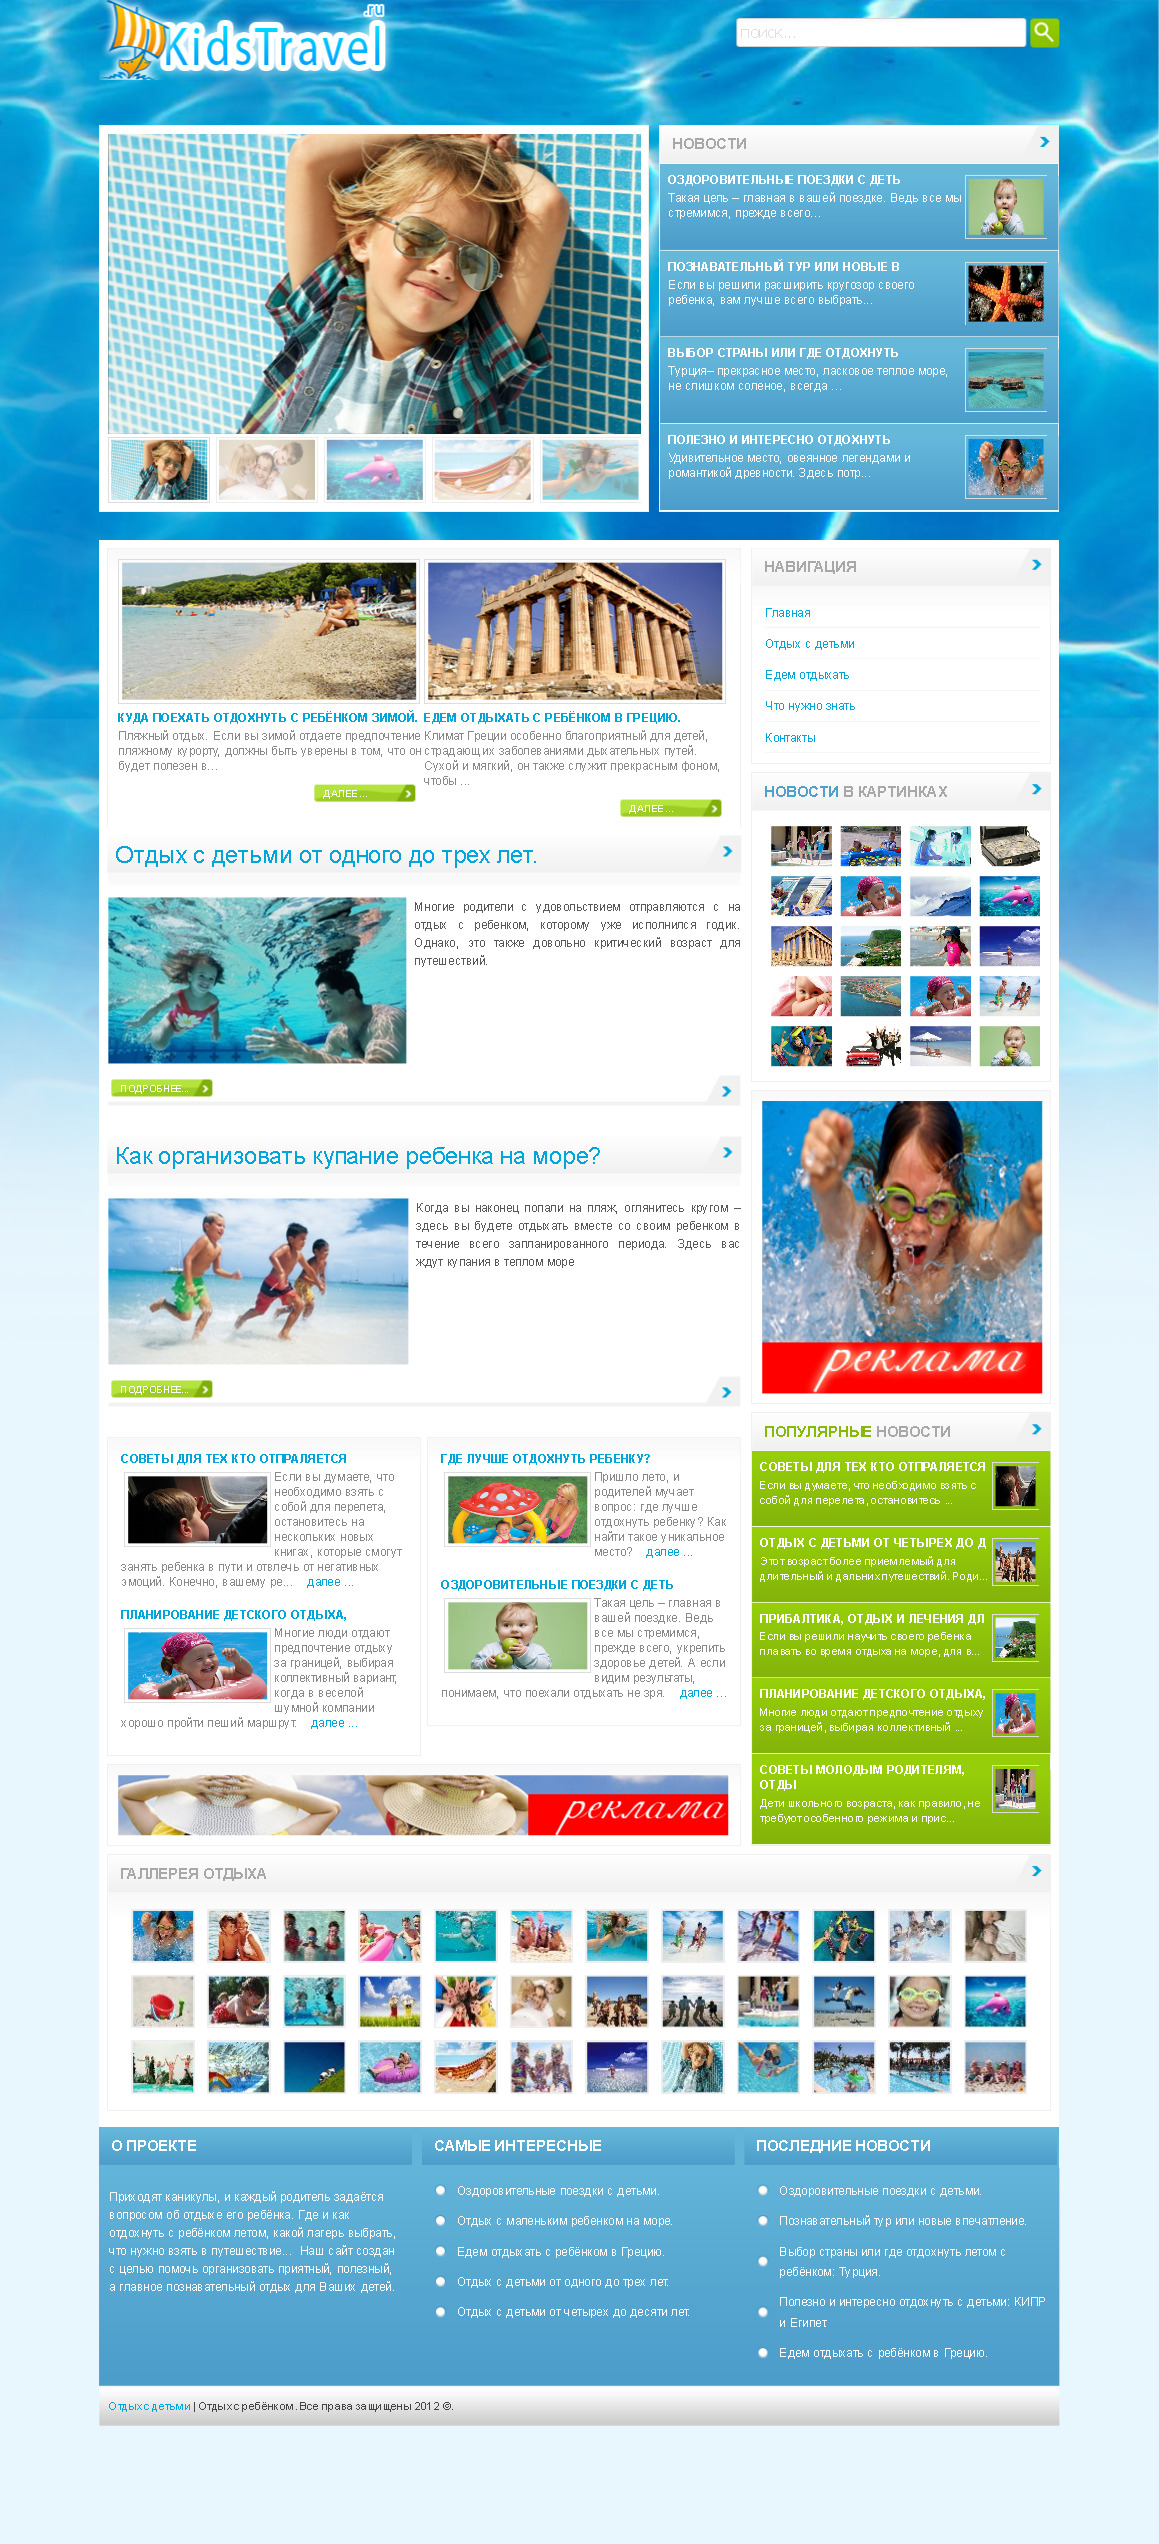 KidsTravel
.ru
ПОИСК...
НОВОСТИ
ОЗДОРОВИТЕЛЬНЫЕ ПОЕЗДКИ С ДЕТЬ
Такая цель – главная в вашей поездке. Ведь все мы
стремимся, прежде всего...
ПОЗНАВАТЕЛЬНЫЙ ТУР ИЛИ НОВЫЕ В
Если вы решили расширить кругозор своего
ребенка, вам лучше всего выбрать...
ВЫБОР СТРАНЫ ИЛИ ГДЕ ОТДОХНУТЬ
Турция– прекрасное место, ласковое теплое море,
не слишком соленое, всегда ...
ПОЛЕЗНО И ИНТЕРЕСНО ОТДОХНУТЬ
Удивительное место, овеянное легендами и
романтикой древности. Здесь потр...
КУДА ПОЕХАТЬ ОТДОХНУТЬ С РЕБЁНКОМ ЗИМОЙ.
Пляжный отдых. Если вы зимой отдаете предпочтение
пляжному курорту, должны быть уверены в том, что он
будет полезен в...
ДАЛЕЕ...
ЕДЕМ ОТДЫХАТЬ С РЕБЁНКОМ В ГРЕЦИЮ.
Климат Греции особенно благоприятный для детей,
страдающих заболеваниями дыхательных путей.
Сухой и мягкий, он также служит прекрасным фоном,
чтобы ...
ДАЛЕЕ...
НАВИГАЦИЯ
Главная
Отдых с детьми
Едем отдыхать
Что нужно знать
Контакты
НОВОСТИ В КАРТИНКАХ
Отдых с детьми от одного до трех лет.
Многие родители с удовольствием отправляются с на
отдых с ребенком, которому уже исполнился годик.
Однако, это также довольно критический возраст для
путешествий.
ПОДРОБНЕЕ...
Как организовать купание ребенка на море?
Когда вы наконец попали на пляж, оглянитесь кругом –
здесь вы будете отдыхать вместе со своим ребенком в
течение всего запланированного периода. Здесь вас
ждут купания в теплом море
ПОДРОБНЕЕ...
реклама
СОВЕТЫ ДЛЯ ТЕХ КТО ОТПРАЛЯЕТСЯ
Если вы думаете, что
необходимо взять с
собой для перелета,
остановитесь на
нескольких новых
книгах, которые смогут
занять ребенка в пути и отвлечь от негативных
эмоций. Конечно, вашему ре... далее ...
ПЛАНИРОВАНИЕ ДЕТСКОГО ОТДЫХА,
Многие люди отдают
предпочтение отдыху
за границей, выбирая
коллективный вариант,
когда в веселой
шумной компании
хорошо пройти пеший маршрут. далее ...
ГДЕ ЛУЧШЕ ОТДОХНУТЬ РЕБЕНКУ?
Пришло лето, и
родителей мучает
вопрос: где лучше
отдохнуть ребенку? Как
найти такое уникальное
место? далее ...
ОЗДОРОВИТЕЛЬНЫЕ ПОЕЗДКИ С ДЕТЬ
Такая цель – главная в
вашей поездке. Ведь
все мы стремимся,
прежде всего, укрепить
здоровье детей. А если
видим результаты,
понимаем, что поехали отдыхать не зря. далее ...
реклама
ПОПУЛЯРНЫЕ НОВОСТИ
СОВЕТЫ ДЛЯ ТЕХ КТО ОТПРАЛЯЕТСЯ
Если вы думаете, что необходимо взять с
собой для перелета, остановитесь ...
ОТДЫХ С ДЕТЬМИ ОТ ЧЕТЫРЕХ ДО Д
Этот возраст более приемлемый для
длительный и дальних путешествий. Роди...
ПРИБАЛТИКА, ОТДЫХ И ЛЕЧЕНИЯ ДЛ
Если вы решили научить своего ребенка
плавать во время отдыха на море, для в...
ПЛАНИРОВАНИЕ ДЕТСКОГО ОТДЫХА,
Многие люди отдают предпочтение отдыху
за границей, выбирая коллективный ...
СОВЕТЫ МОЛОДЫМ РОДИТЕЛЯМ,
ОТДЫ
Дети школьного возраста, как правило, не
требуют особенного режима и прис...
ГАЛЛЕРЕЯ ОТДЫХА
О ПРОЕКТЕ
Приходят каникулы, и каждый родитель задаётся
вопросом об отдыхе его ребёнка. Где и как
отдохнуть с ребёнком летом, какой лагерь выбрать,
что нужно взять в путешествие... Наш сайт создан
с целью помочь организовать приятный, полезный,
а главное познавательный отдых для Ваших детей.
САМЫЕ ИНТЕРЕСНЫЕ
Оздоровительные поездки с детьми.
Отдых с маленьким ребенком на море.
Едем отдыхать с ребёнком в Грецию.
Отдых с детьми от одного до трех лет.
Отдых с детьми от четырех до десяти лет.
ПОСЛЕДНИЕ НОВОСТИ
Оздоровительные поездки с детьми.
Познавательный тур или новые впечатление.
Выбор страны или где отдохнуть летом с
ребёнком: Турция.
Полезно и интересно отдохнуть с детьми: КИПР
и Египет.
Едем отдыхать с ребёнком в Грецию.
Отдых с детьми | Отдых с ребёнком. Все права защищены 2012 ©.